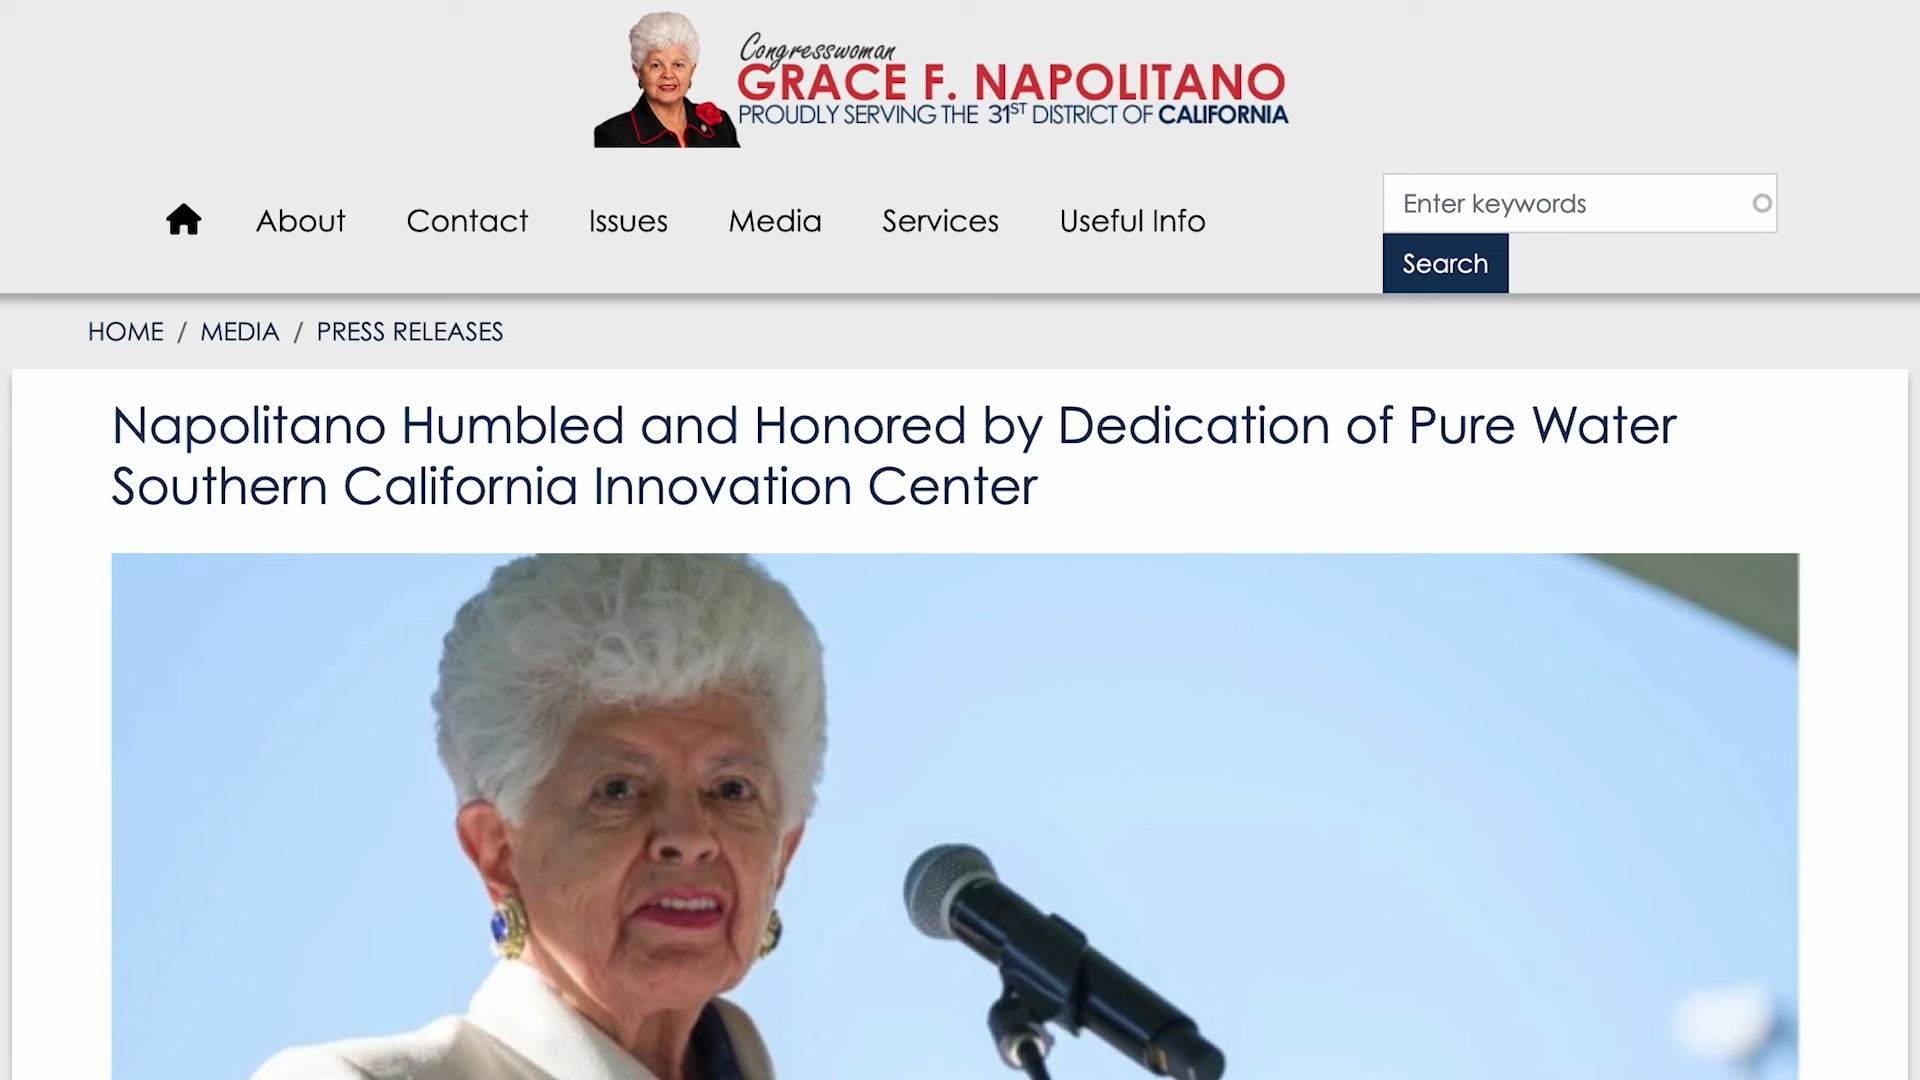 Congresswoman
GRACE F. NAPOLITANO
PROUDLY SERVING THE 31ST DISTRICT OF CALIFORNIA
About Contact Issues Media Services Useful Info
Enter keywords
Search
HOME / MEDIA / PRESS RELEASES
Napolitano Humbled and Honored by Dedication of Pure Water
Southern California Innovation Center